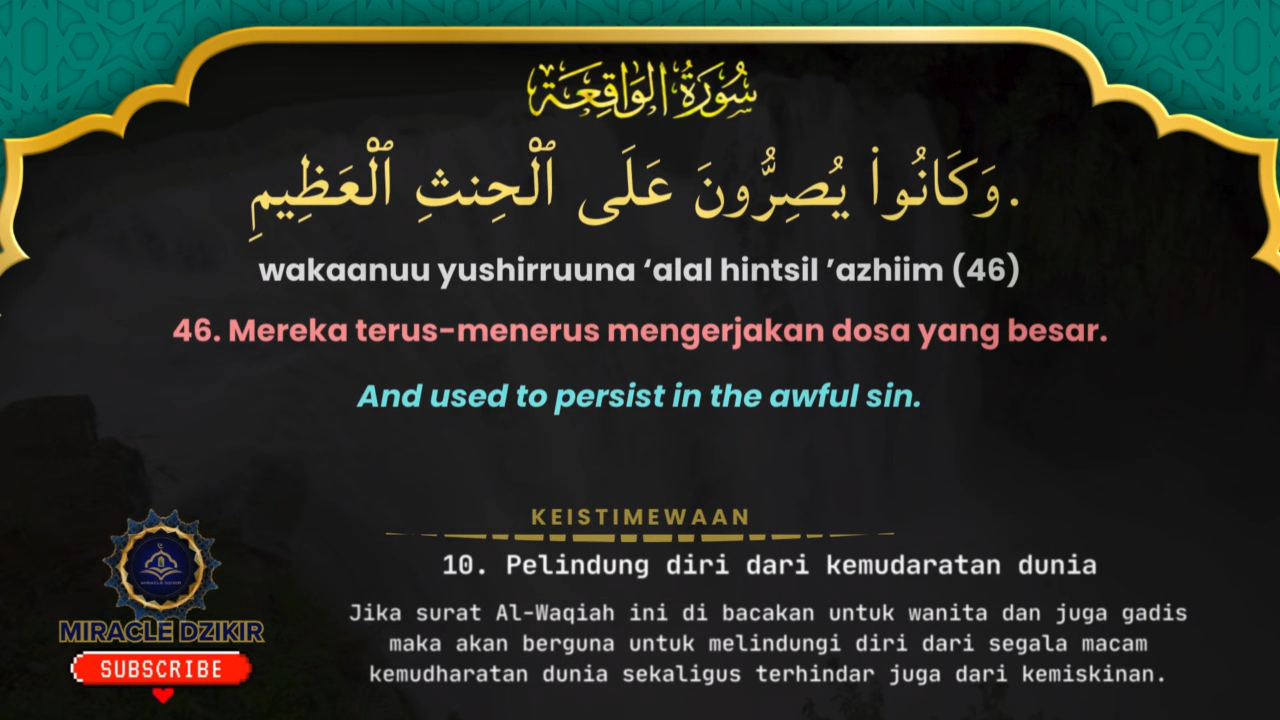 سُورَةُ الوَاقِعَة
وَكَانُوا۟ يُصِرُّونَ عَلَى ٱلْحِنثِ ٱلْعَظِيمِ.
wakaanuu yushirruuna ‘alal hintsil ’azhiim (46)
46. Mereka terus-menerus mengerjakan dosa yang besar.
And used to persist in the awful sin.
KEISTIMEWAAN
10. Pelindung diri dari kemudaratan dunia
Jika surat Al-Waqiah ini di bacakan untuk wanita dan juga gadis
maka akan berguna untuk melindungi diri dari segala macam
kemudharatan dunia sekaligus terhindar juga dari kemiskinan.
MIRACLE DZIKIR
MIRACLE DZIKIR
SUBSCRIBE